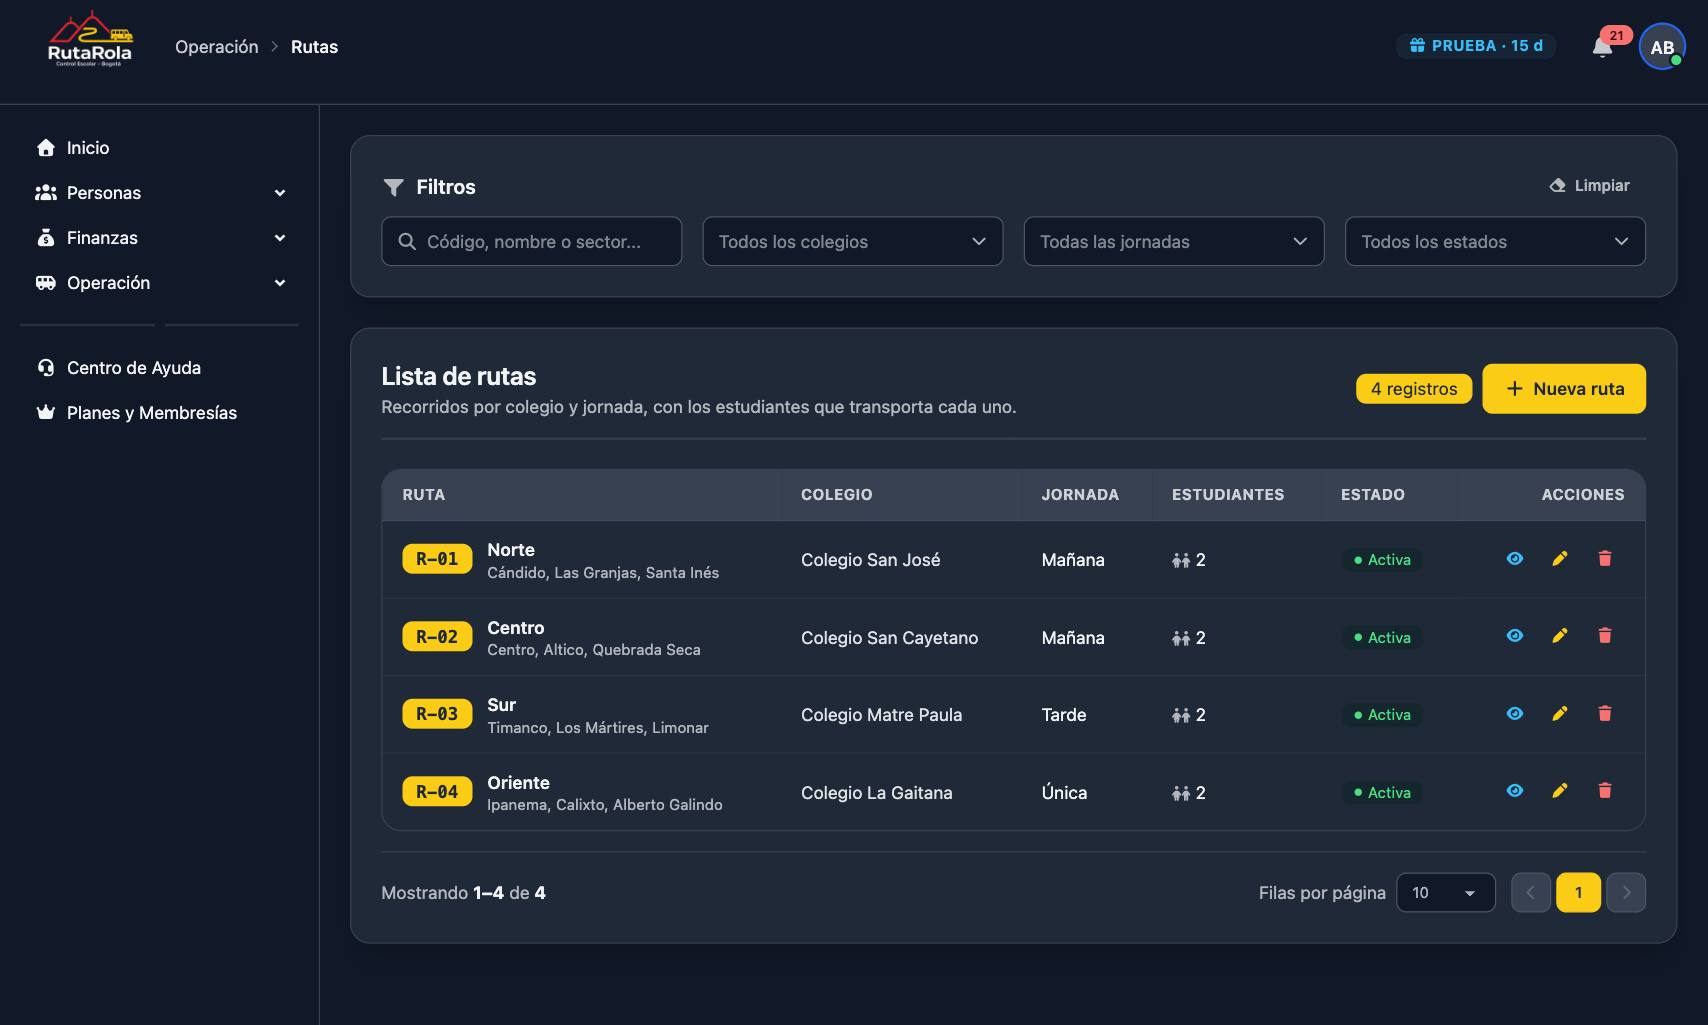 RutaRola
Control Escolar - Bogotá
Operación > Rutas
PRUEBA · 15 d
21
AB
Inicio
Personas
Finanzas
Operación
Centro de Ayuda
Planes y Membresías
Filtros
Limpiar
Código, nombre o sector...
Todos los colegios
Todas las jornadas
Todos los estados
Lista de rutas
Recorridos por colegio y jornada, con los estudiantes que transporta cada uno.
4 registros
+ Nueva ruta
RUTA COLEGIO JORNADA ESTUDIANTES ESTADO ACCIONES
R-01 Norte Colegio San José Mañana 2 Activa
Cándido, Las Granjas, Santa Inés
R-02 Centro Colegio San Cayetano Mañana 2 Activa
Centro, Altico, Quebrada Seca
R-03 Sur Colegio Matre Paula Tarde 2 Activa
Timanco, Los Mártires, Limonar
R-04 Oriente Colegio La Gaitana Única 2 Activa
Ipanema, Calixto, Alberto Galindo
Mostrando 1–4 de 4
Filas por página 10
1